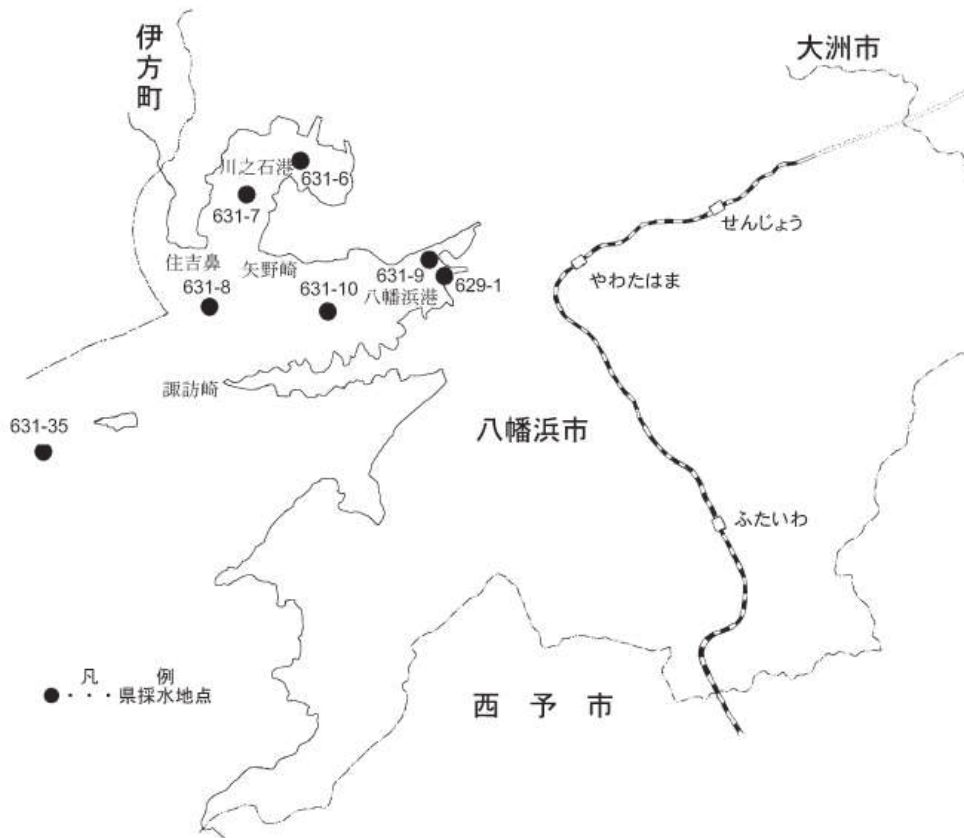 伊方町
大洲市
川之石港
631-6
631-7
せんじょう
住吉鼻
矢野崎
631-9
629-1
やわたはま
631-8
631-10
八幡浜港
諏訪崎
631-35
八幡浜市
ふたいわ
凡 例
●・・・県採水地点
西 予 市